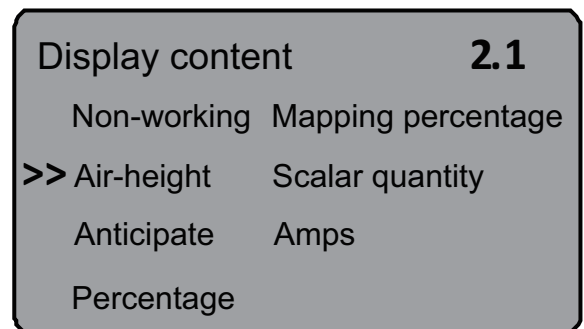 Display content 2.1
Non-working Mapping percentage
>> Air-height Scalar quantity
Anticipate Amps
Percentage